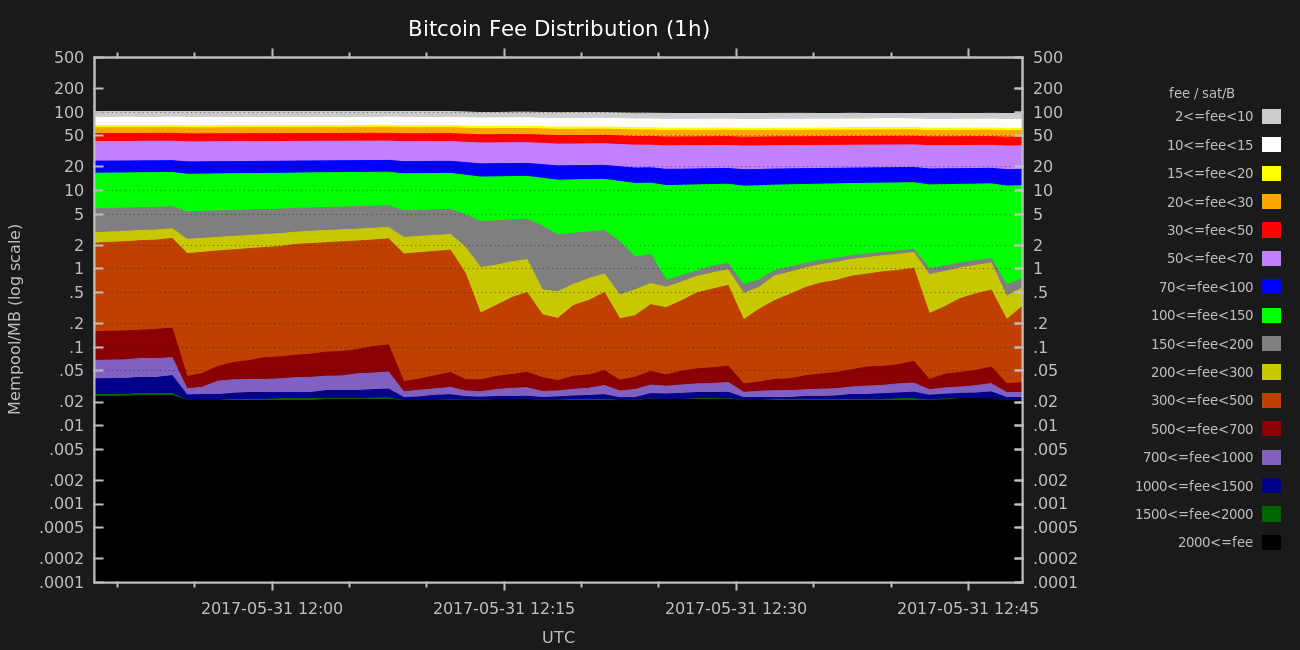 Bitcoin Fee Distribution (1h)
Mempool/MB (log scale)
500
200
100
50
20
10
5
2
1
.5
.2
.1
.05
.02
.01
.005
.002
.001
.0005
.0002
.0001
500
200
100
50
20
10
5
2
1
.5
.2
.1
.05
.02
.01
.005
.002
.001
.0005
.0002
.0001
2017-05-31 12:00
2017-05-31 12:15
2017-05-31 12:30
2017-05-31 12:45
UTC
fee / sat/B
2<=fee<10
10<=fee<15
15<=fee<20
20<=fee<30
30<=fee<50
50<=fee<70
70<=fee<100
100<=fee<150
150<=fee<200
200<=fee<300
300<=fee<500
500<=fee<700
700<=fee<1000
1000<=fee<1500
1500<=fee<2000
2000<=fee